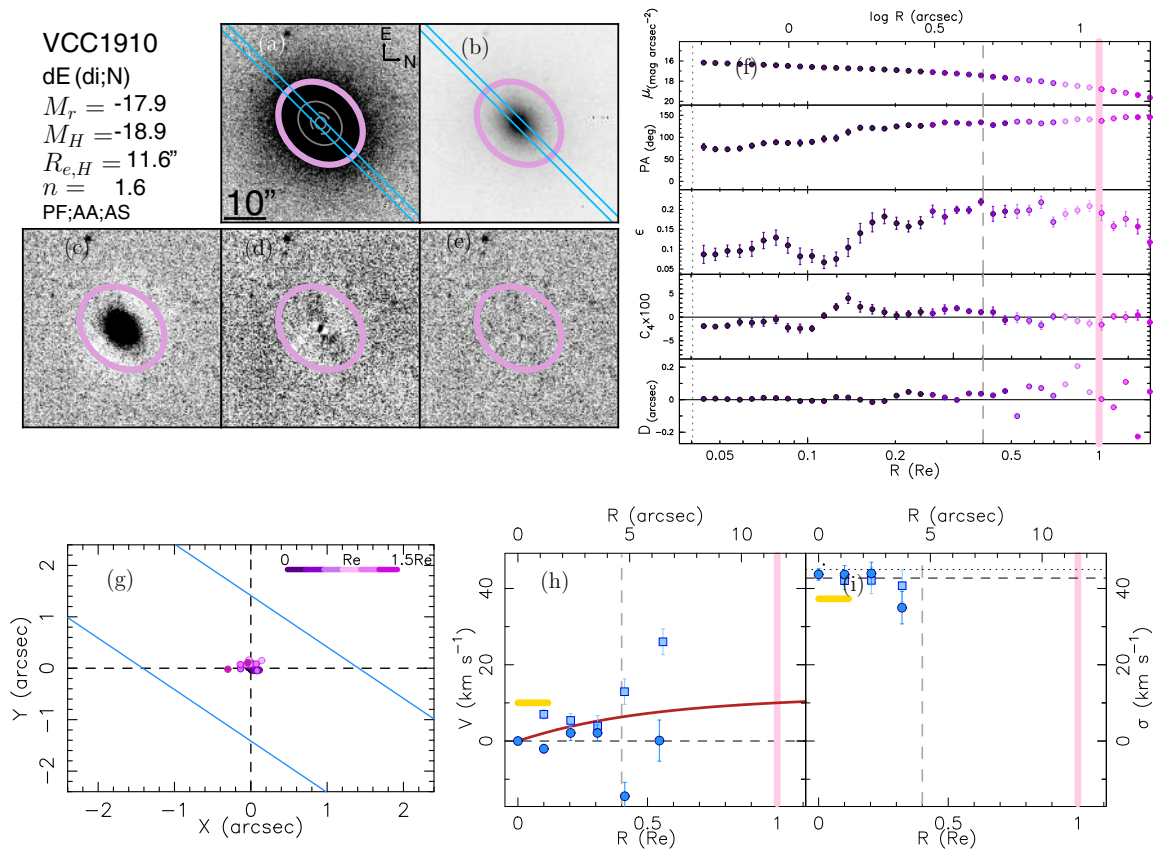 VCC1910
dE (di;N)
M_r = -17.9
M_H = -18.9
R_{e,H} = 11.6"
n = 1.6
PF;AA;AS
(a)
E
N
10"
(b)
(c)
(d)
(e)
log R (arcsec)
0 0.5 1
(f)
μ(mag arcsec⁻²)
16
18
20
PA (deg)
150
100
50
0
ε
0.2
0.15
0.1
0.05
C₄×100
5
0
−5
D (arcsec)
0.2
0
−0.2
0.05 0.1 0.5 1
R (Re)
(g)
0 Re 1.5Re
Y (arcsec)
2
1
0
−1
−2
−2 −1 0 1 2
X (arcsec)
R (arcsec)
0 5 10
(h)
V (km s⁻¹)
40
20
0
0 0.5 1
R (Re)
R (arcsec)
0 5 10
(i)
σ (km s⁻¹)
40
20
0
0 0.5 1
R (Re)